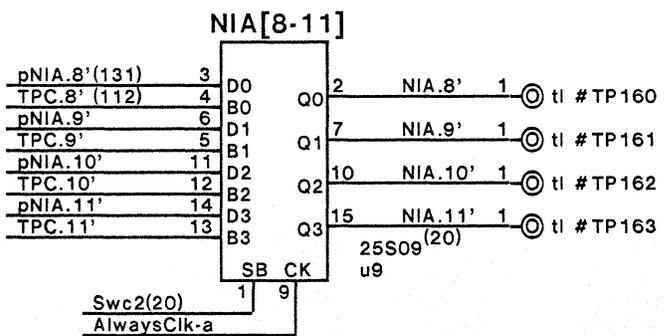 NIA[8-11]
pNIA.8' (131) 3 D0
TPC.8' (112) 4 B0
Q0 2 NIA.8' 1 tl #TP160
pNIA.9' 6 D1
TPC.9' 5 B1
Q1 7 NIA.9' 1 tl #TP161
pNIA.10' 11 D2
TPC.10' 12 B2
Q2 10 NIA.10' 1 tl #TP162
pNIA.11' 14 D3
TPC.11' 13 B3
Q3 15 NIA.11' 1 tl #TP163
(20)
25S09
u9
SB CK
1 9
Swc2(20)
AlwaysClk-a